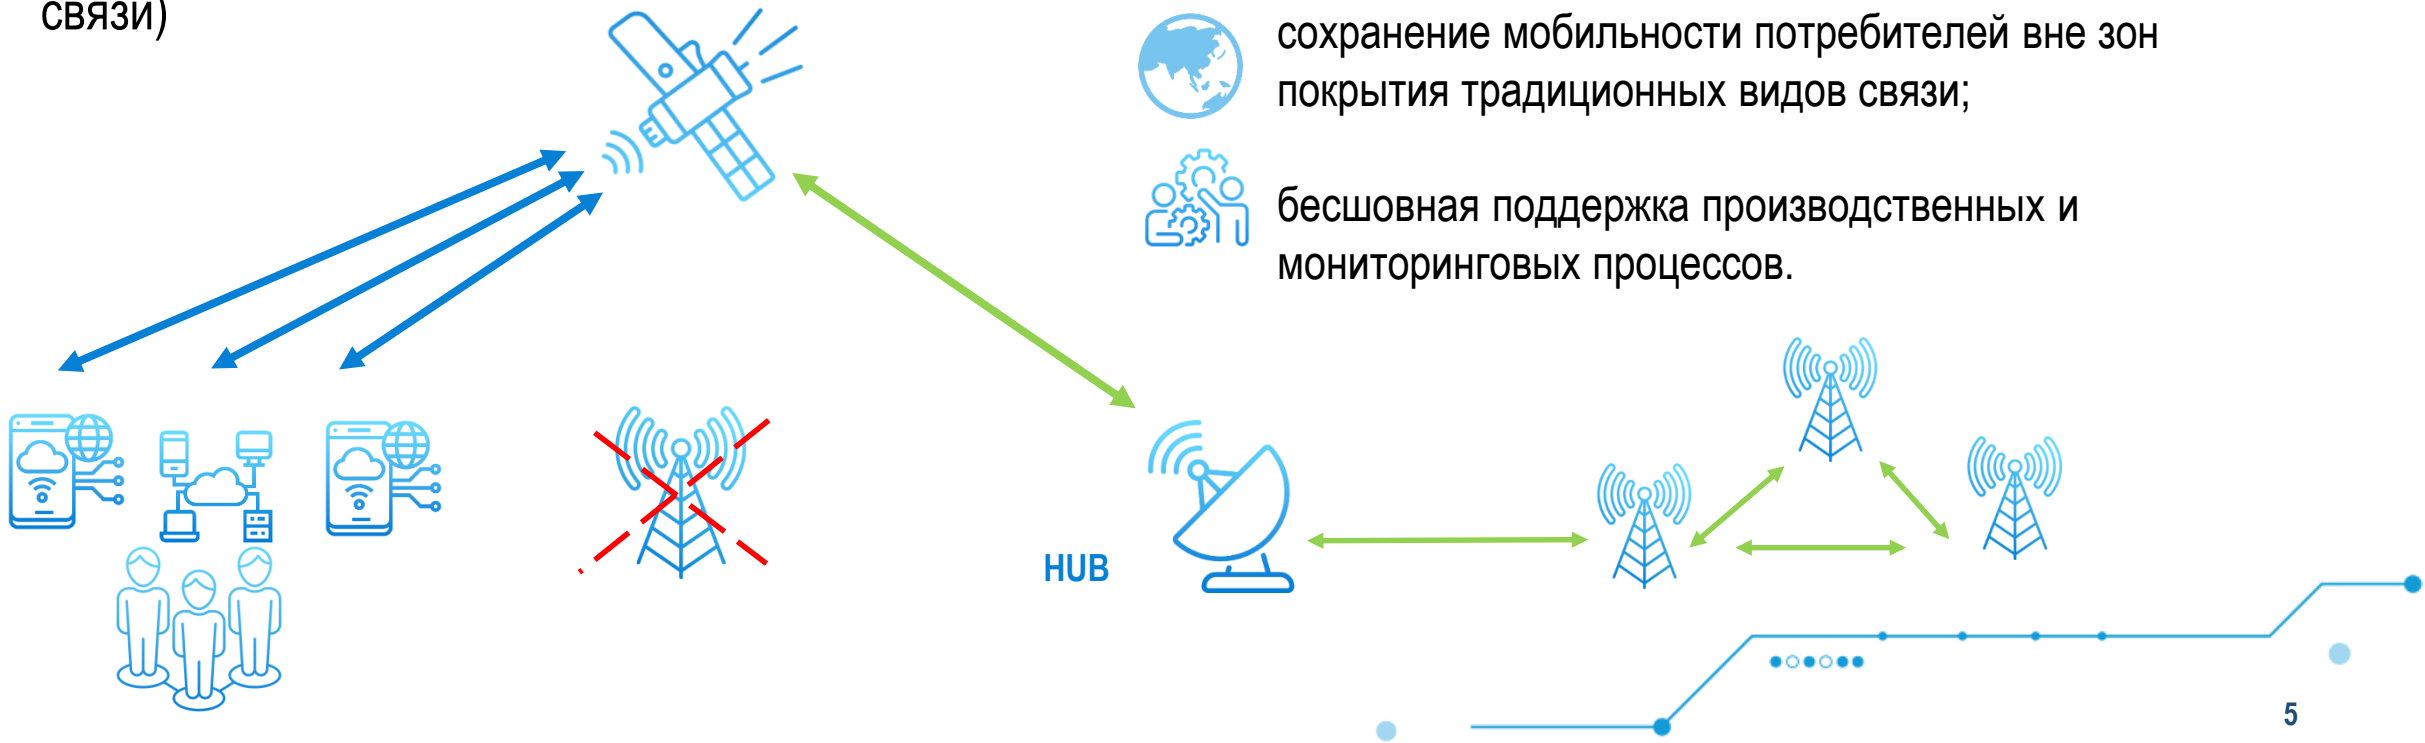 связи)
сохранение мобильности потребителей вне зон
покрытия традиционных видов связи;
бесшовная поддержка производственных и
мониторинговых процессов.
HUB
5